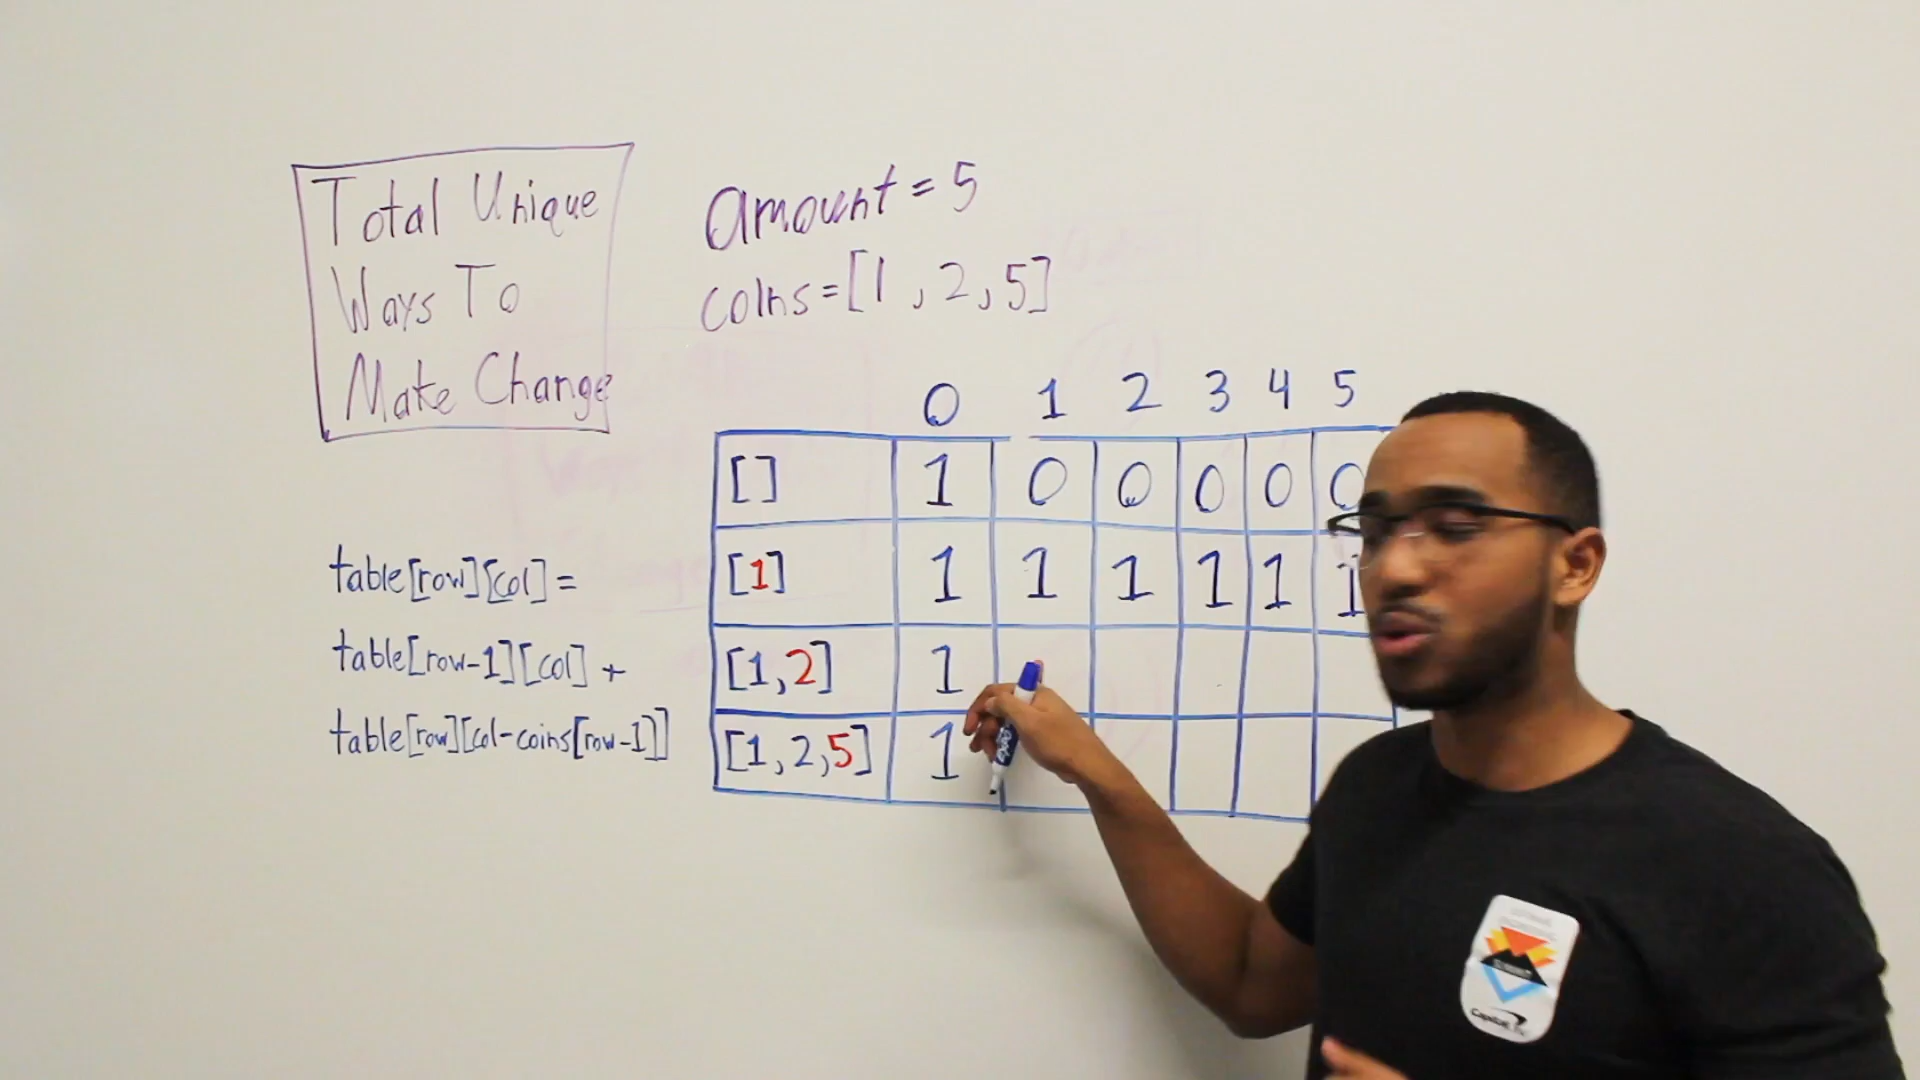 Total Unique
Ways To
Make Change
amount = 5
coins=[1, 2, 5]
0 1 2 3 4 5
[] 1 0 0 0 0 0
[1] 1 1 1 1 1 1
[1,2] 1
[1,2,5] 1
table[row][col] =
table[row-1][col] +
table[row][col-coins[row-1]]
Capital One